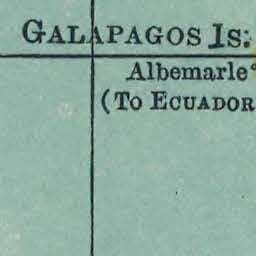 GALAPAGOS Is:
Albemarle
(To ECUADOR